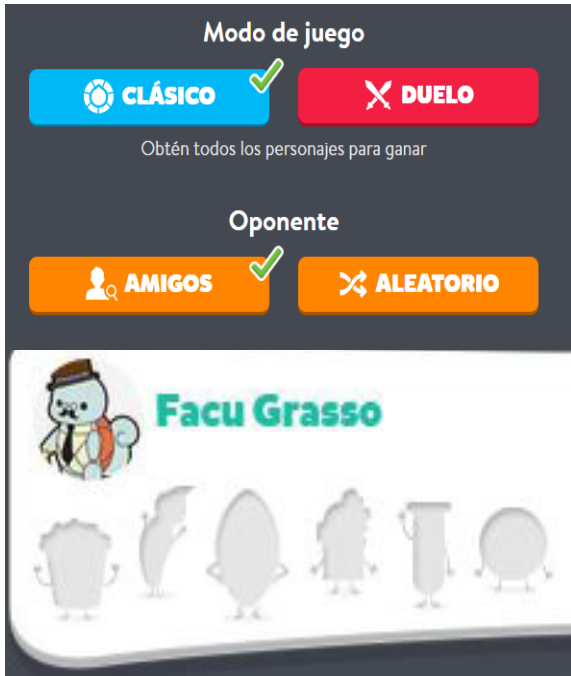 Modo de juego
CLÁSICO
DUELO
Obtén todos los personajes para ganar
Oponente
AMIGOS
ALEATORIO
Facu Grasso